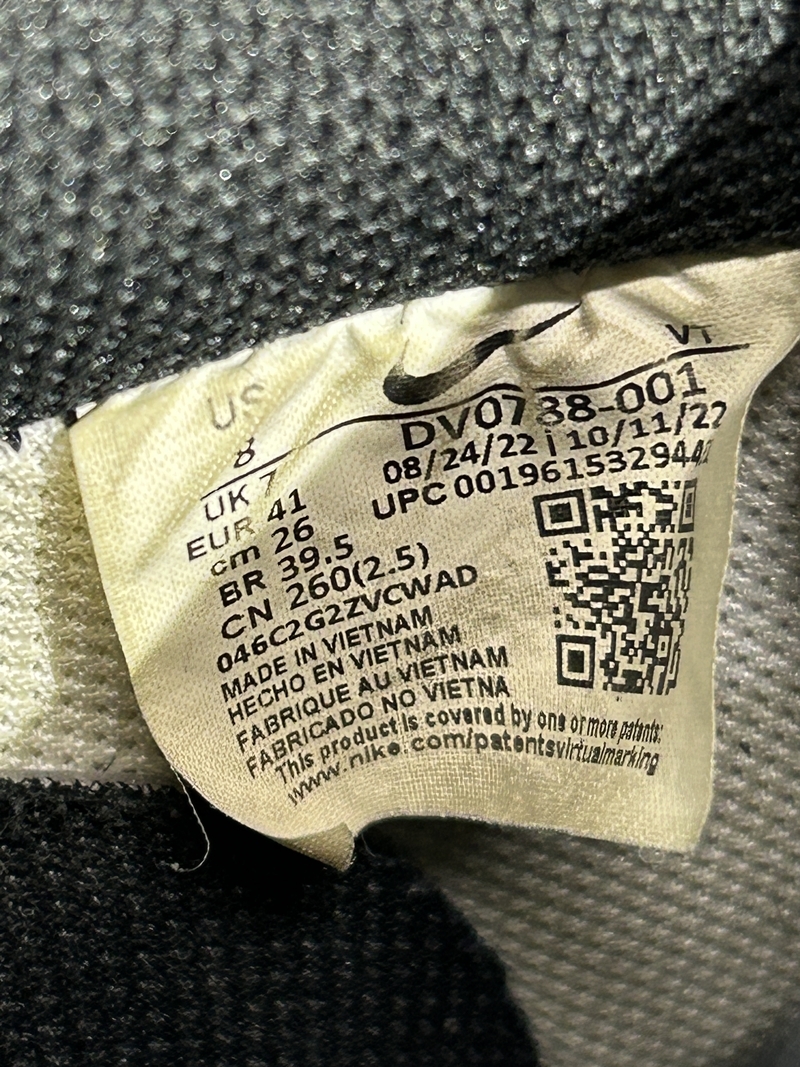 US
8
UK 7
EUR 41
cm 26
BR 39.5
CN 260(2.5)
046C2G2ZVCWAD
MADE IN VIETNAM
HECHO EN VIETNAM
FABRIQUE AU VIETNAM
FABRICADO NO VIETNA
This product is covered by one or more patents:
www.nike.com/patentsvirtualmarking
VT
DV0788-001
08/24/22 | 10/11/22
UPC